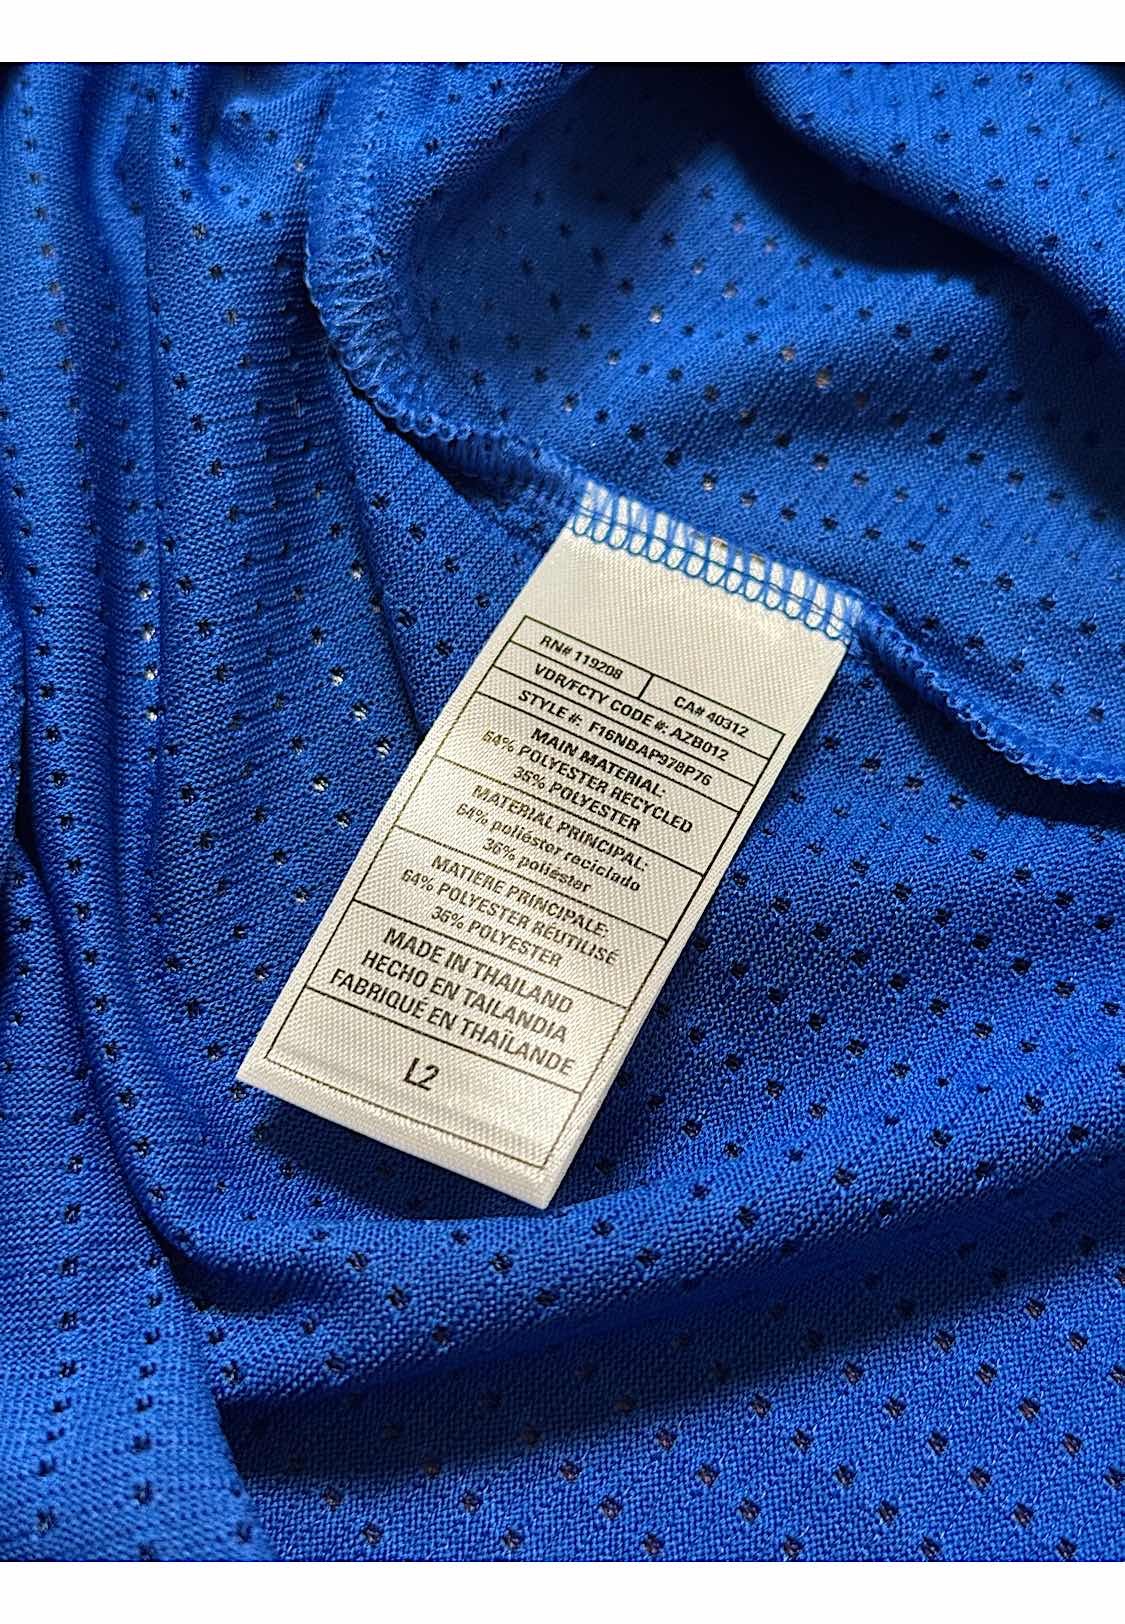 RN# 119208 CA# 40312
VDR/FCTY CODE #: AZB012
STYLE #: F16NBAP978P76
MAIN MATERIAL:
64% POLYESTER RECYCLED
36% POLYESTER
MATERIAL PRINCIPAL:
64% poliéster reciclado
36% poliéster
MATIERE PRINCIPALE:
64% POLYESTER RÉUTILISÉ
36% POLYESTER
MADE IN THAILAND
HECHO EN TAILANDIA
FABRIQUÉ EN THAÏLANDE
L2